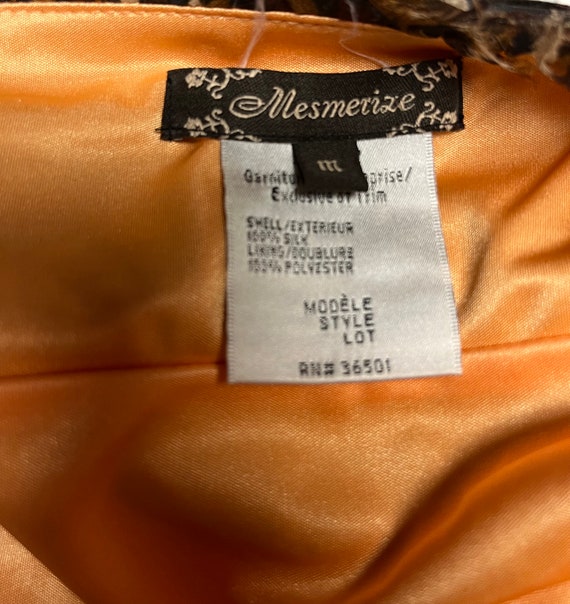 Mesmerize
m
Exclusive of Trim
SHELL/EXTERIEUR
100% SILK
LINING/DOUBLURE
100% POLYESTER
MODÈLE
STYLE
LOT
RN# 36501